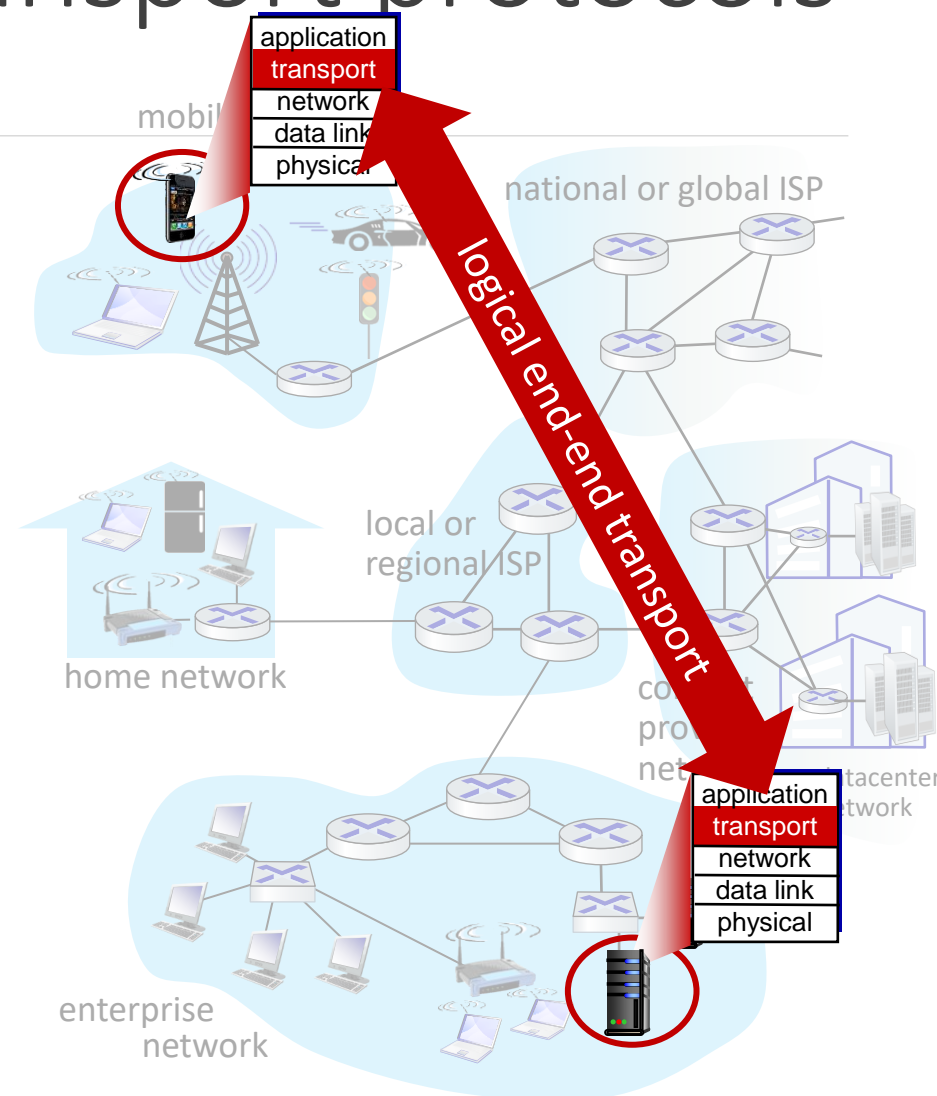 application
transport
network
data link
physical
national or global ISP
logical end-end transport
local or
regional ISP
home network
application
transport
network
data link
physical
enterprise
network